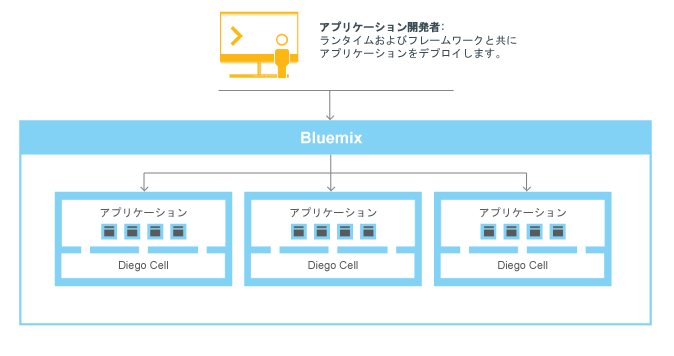 アプリケーション開発者:
ランタイムおよびフレームワークと共に
アプリケーションをデプロイします。
Bluemix
アプリケーション
Diego Cell
アプリケーション
Diego Cell
アプリケーション
Diego Cell